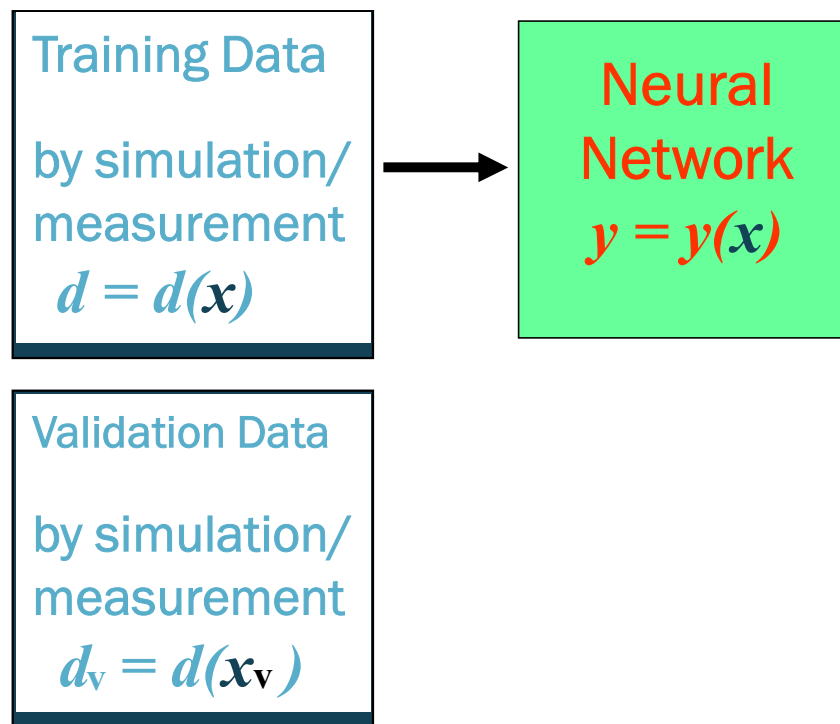 Training Data
by simulation/
measurement
d = d(x)
Neural
Network
y = y(x)
Validation Data
by simulation/
measurement
dv = d(xv )